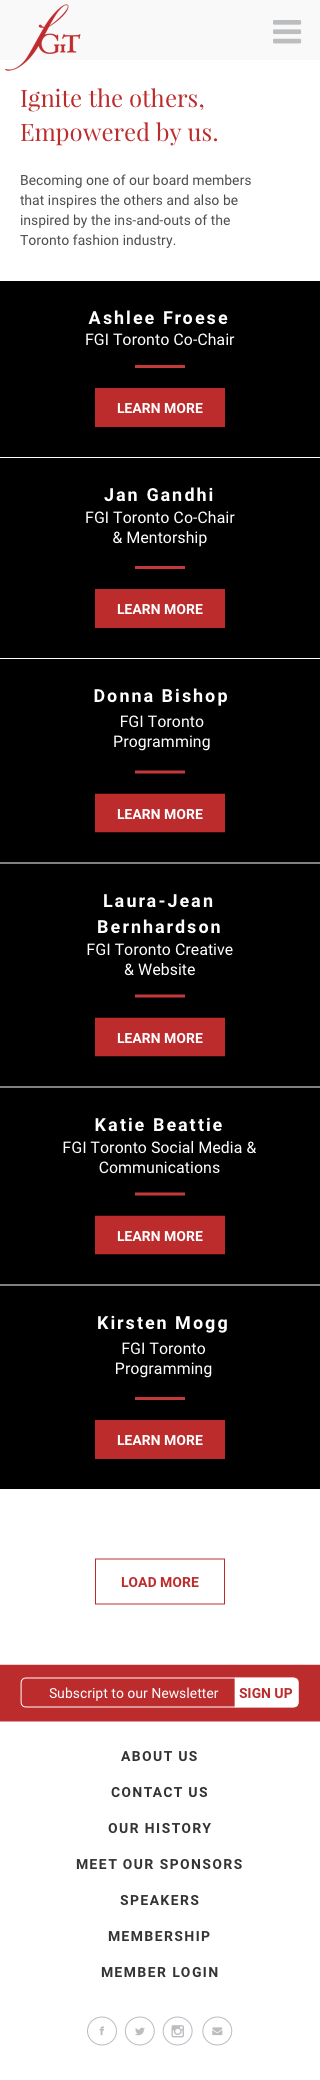 fGiT
Ignite the others,
Empowered by us.
Becoming one of our board members
that inspires the others and also be
inspired by the ins-and-outs of the
Toronto fashion industry.
Ashlee Froese
FGI Toronto Co-Chair
LEARN MORE
Jan Gandhi
FGI Toronto Co-Chair
& Mentorship
LEARN MORE
Donna Bishop
FGI Toronto
Programming
LEARN MORE
Laura-Jean
Bernhardson
FGI Toronto Creative
& Website
LEARN MORE
Katie Beattie
FGI Toronto Social Media &
Communications
LEARN MORE
Kirsten Mogg
FGI Toronto
Programming
LEARN MORE
LOAD MORE
Subscript to our Newsletter SIGN UP
ABOUT US
CONTACT US
OUR HISTORY
MEET OUR SPONSORS
SPEAKERS
MEMBERSHIP
MEMBER LOGIN